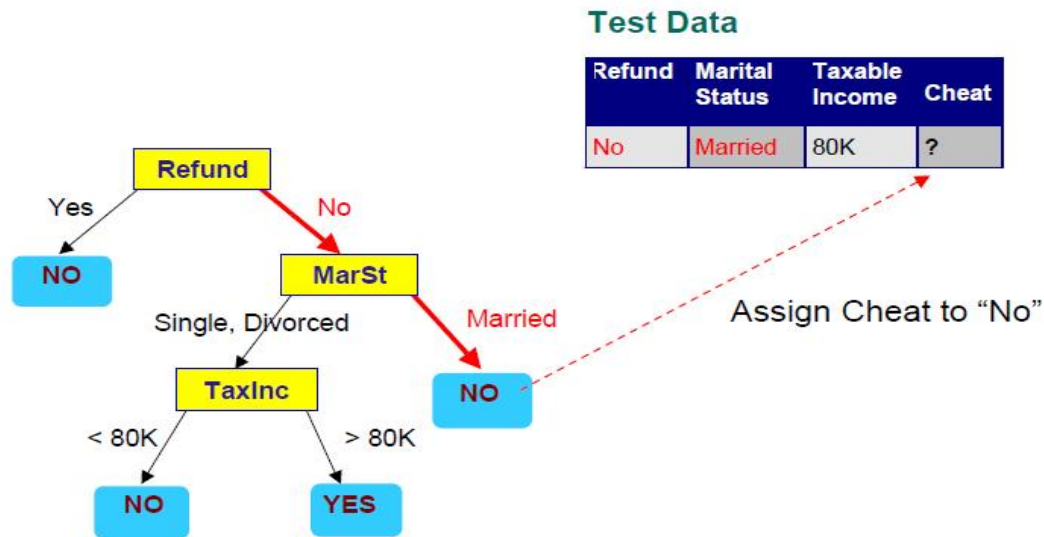 Test Data
Refund Marital Status Taxable Income Cheat
No Married 80K ?
Refund
Yes No
NO MarSt
Single, Divorced Married
Assign Cheat to “No”
TaxInc NO
< 80K > 80K
NO YES